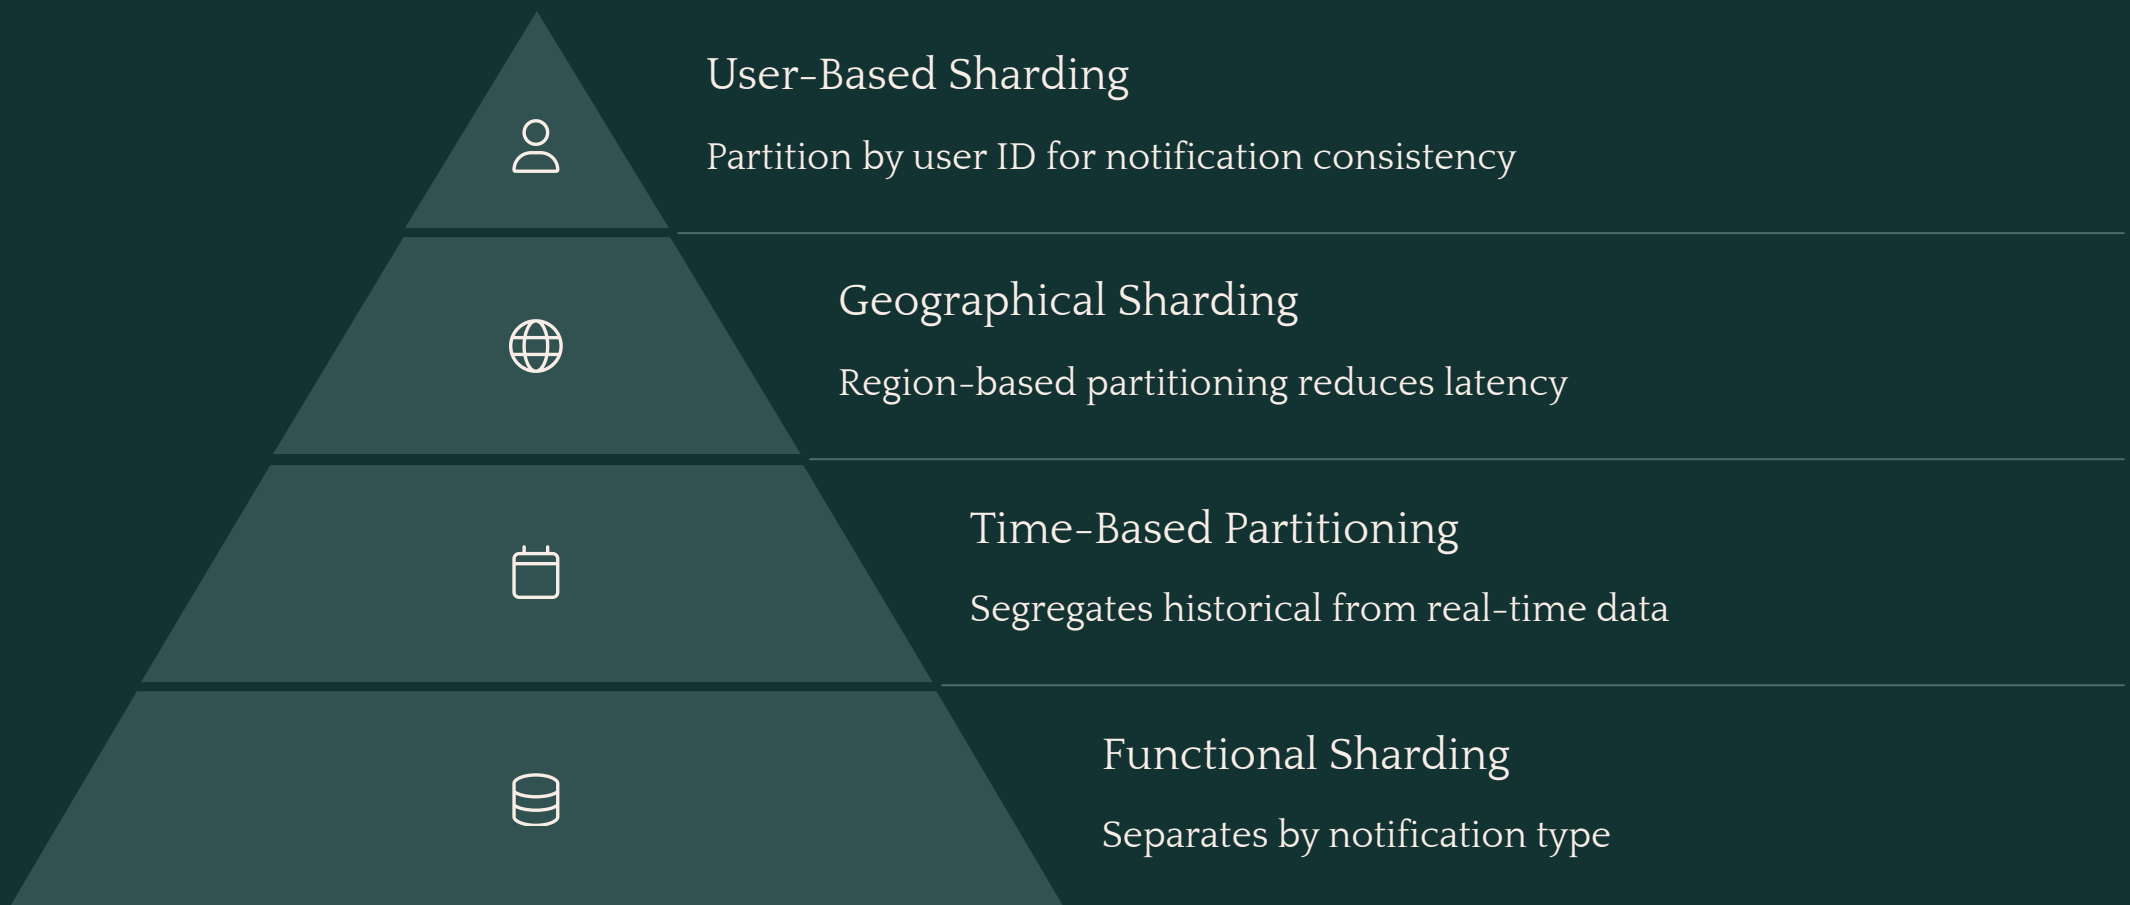 User-Based Sharding
Partition by user ID for notification consistency
Geographical Sharding
Region-based partitioning reduces latency
Time-Based Partitioning
Segregates historical from real-time data
Functional Sharding
Separates by notification type